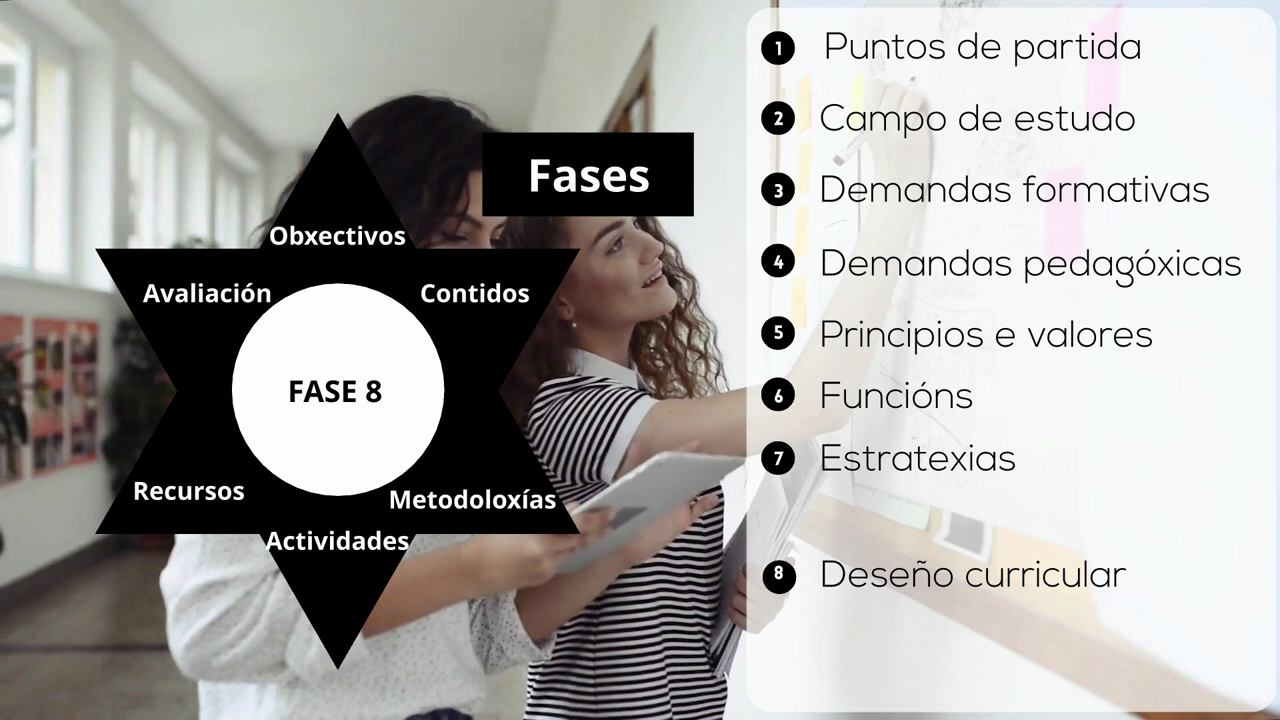 Fases
Obxectivos
Avaliación
Contidos
FASE 8
Recursos
Metodoloxías
Actividades
1 Puntos de partida
2 Campo de estudo
3 Demandas formativas
4 Demandas pedagóxicas
5 Principios e valores
6 Funcións
7 Estratexias
8 Deseño curricular